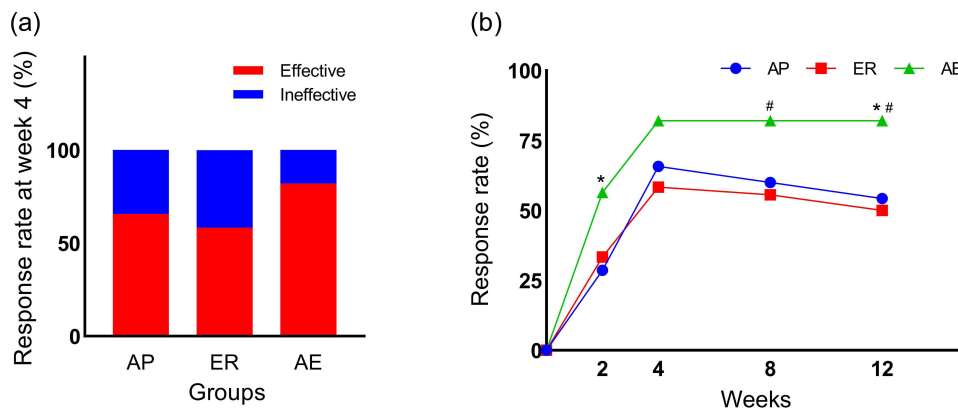 (a)
Response rate at week 4 (%)
Effective
Ineffective
100
50
0
AP ER AE
Groups
(b)
AP ER AE
Response rate (%)
100
75
50
25
0
*
#
* #
2 4 8 12
Weeks